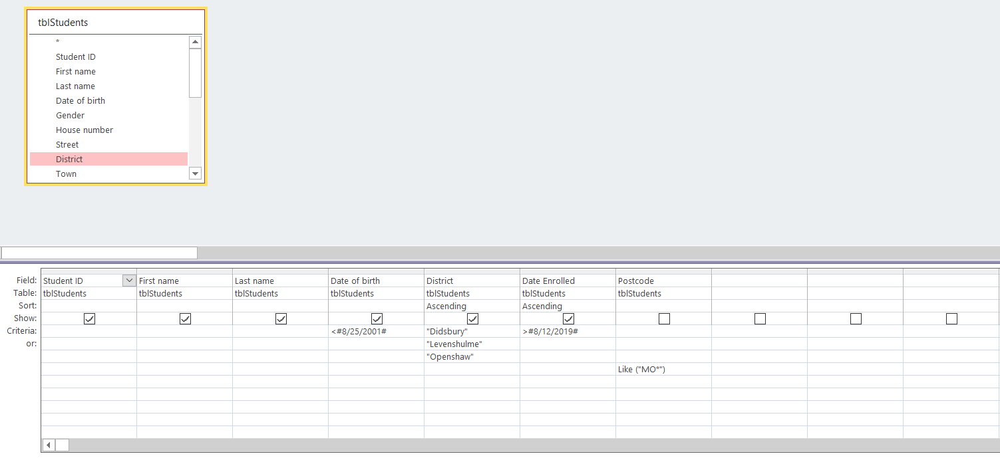 tblStudents
*
Student ID
First name
Last name
Date of birth
Gender
House number
Street
District
Town
Field: Student ID First name Last name Date of birth District Date Enrolled Postcode
Table: tblStudents tblStudents tblStudents tblStudents tblStudents tblStudents tblStudents
Sort: Ascending Ascending
Show:
Criteria: <#8/25/2001# "Didsbury" >#8/12/2019#
or: "Levenshulme"
"Openshaw"
Like ("MO*")